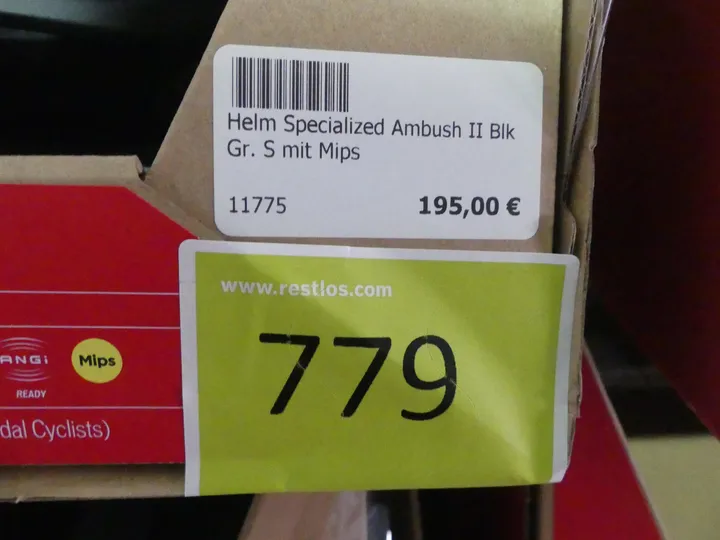 Helm Specialized Ambush II Blk
Gr. S mit Mips
11775 195,00 €
www.restlos.com
779
ANGi
Mips
READY
dal Cyclists)